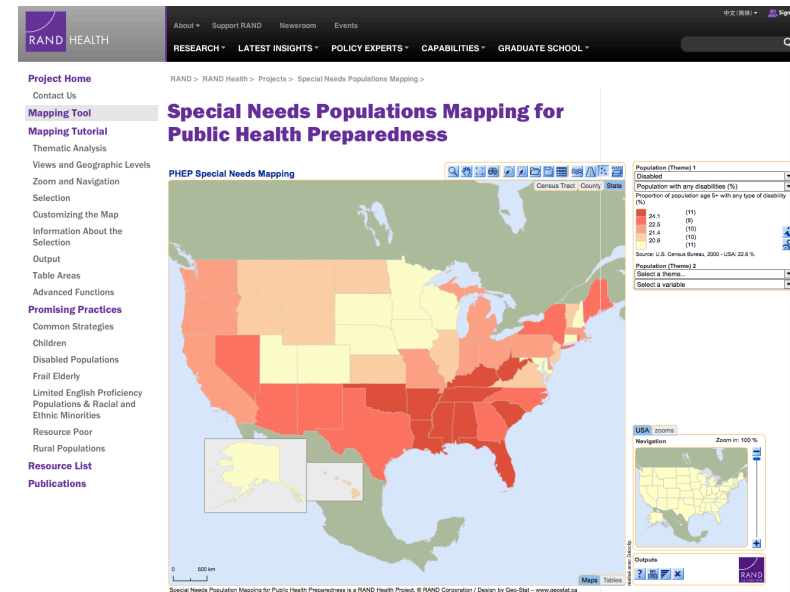 中文(简体)
Sign
About Support RAND Newsroom Events
RAND HEALTH
RESEARCH LATEST INSIGHTS POLICY EXPERTS CAPABILITIES GRADUATE SCHOOL
Project Home
Contact Us
Mapping Tool
Mapping Tutorial
Thematic Analysis
Views and Geographic Levels
Zoom and Navigation
Selection
Customizing the Map
Information About the
Selection
Output
Table Areas
Advanced Functions
Promising Practices
Common Strategies
Children
Disabled Populations
Frail Elderly
Limited English Proficiency
Populations & Racial and
Ethnic Minorities
Resource Poor
Rural Populations
Resource List
Publications
RAND > RAND Health > Projects > Special Needs Populations Mapping >
Special Needs Populations Mapping for
Public Health Preparedness
PHEP Special Needs Mapping
Census Tract County State
0 500 km
Maps Tables
Special Needs Population Mapping for Public Health Preparedness is a RAND Health Project. © RAND Corporation / Design by Geo-Stat – www.geostat.ca
Population (Theme) 1
Disabled
Population with any disabilities (%)
Proportion of population age 5+ with any type of disability
(%)
(11)
24.1 (9)
22.5 (10)
21.4 (10)
20.6 (11)
Source: U.S. Census Bureau, 2000 - USA: 22.6 %
Population (Theme) 2
Select a theme...
Select a variable
USA zooms
Navigation Zoom in: 100 %
Outputs
RAND